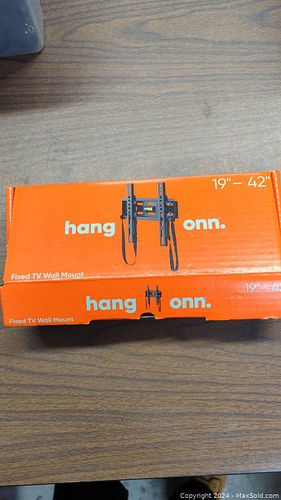 19"– 42"
hang onn.
Fixed TV Wall Mount
hang onn.
19"– 4
Fixed TV Wall Mount
Copyright 2024 - MaxSold.com